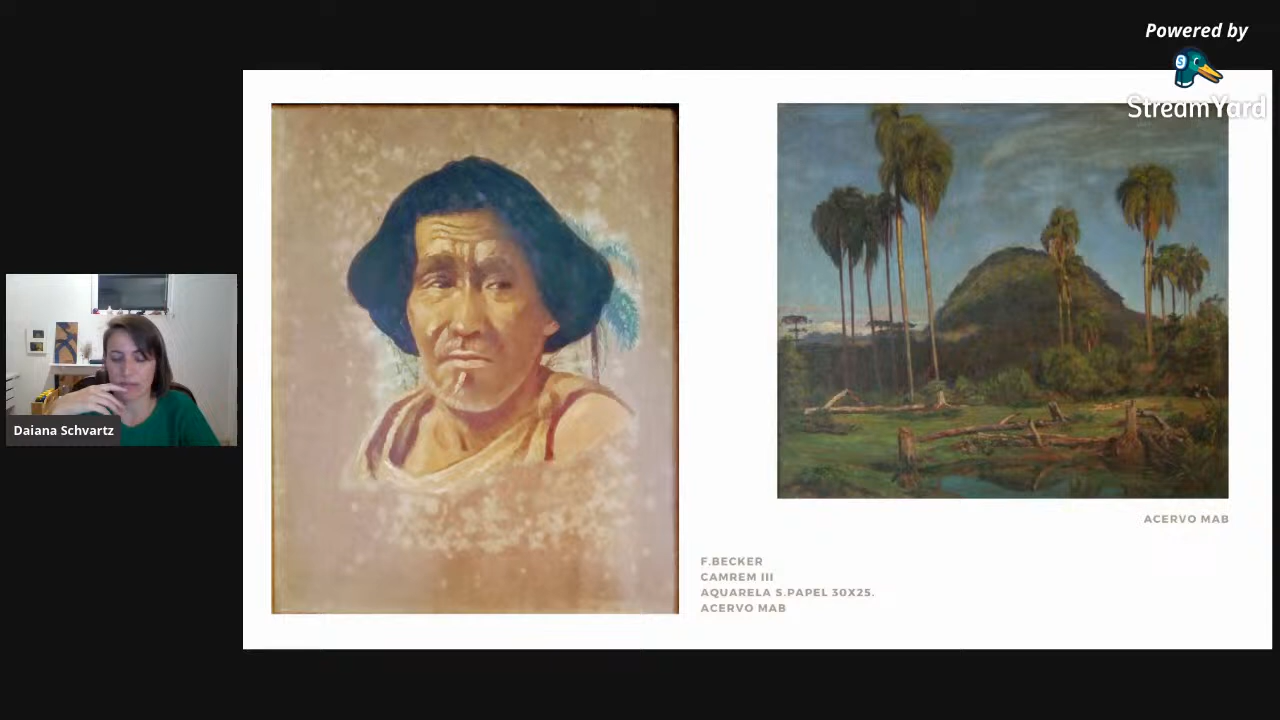 Powered by
StreamYard
Daiana Schvartz
ACERVO MAB
F.BECKER
CAMREM III
AQUARELA S.PAPEL 30X25.
ACERVO MAB